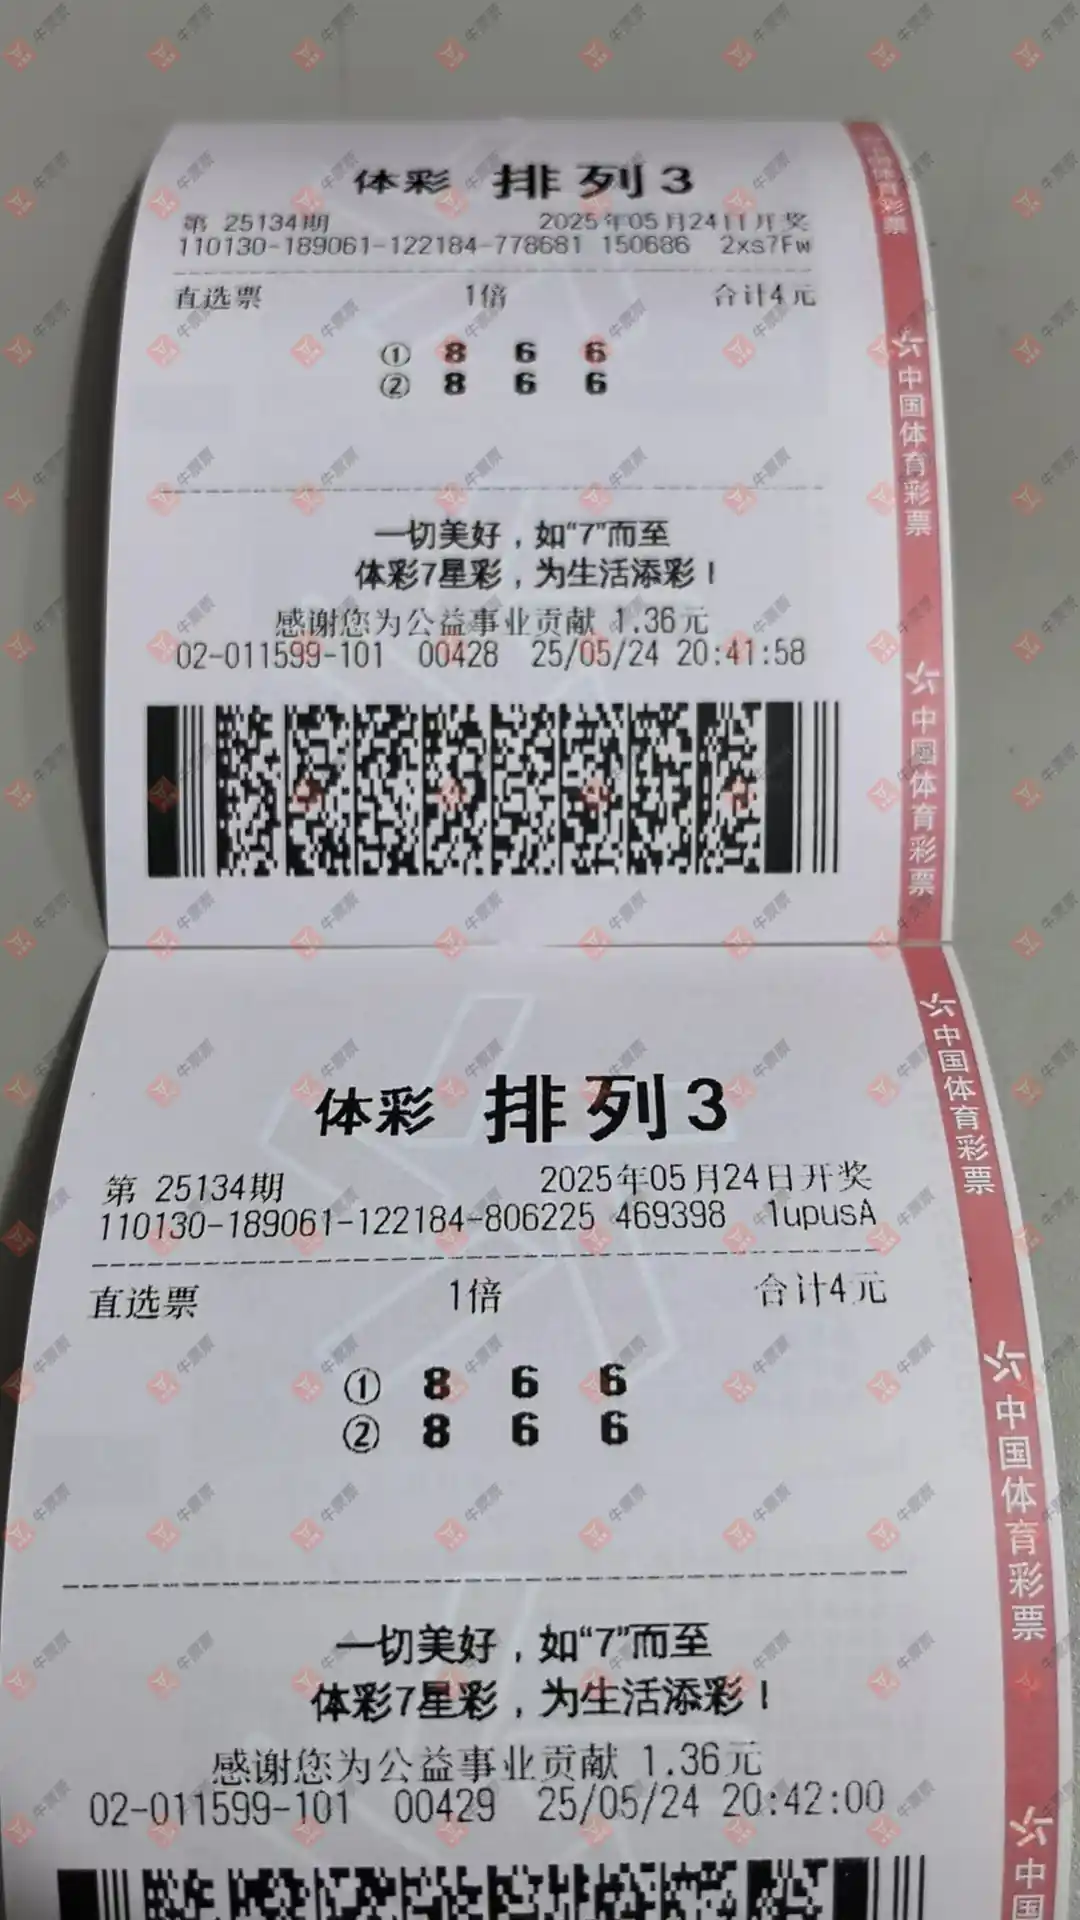 体彩 排列3
第 25134期 2025年05月24日开奖
110130-189061-122184-778681 150686 2xs7Fw
直选票 1倍 合计4元
① 8 6 6
② 8 6 6
一切美好，如“7”而至
体彩7星彩，为生活添彩！
感谢您为公益事业贡献 1.36元
02-011599-101 00428 25/05/24 20:41:58
中国体育彩票
中国体育彩票
中国体育彩票
体彩 排列3
第 25134期 2025年05月24日开奖
110130-189061-122184-806225 469398 1upusA
直选票 1倍 合计4元
① 8 6 6
② 8 6 6
一切美好，如“7”而至
体彩7星彩，为生活添彩！
感谢您为公益事业贡献 1.36元
02-011599-101 00429 25/05/24 20:42:00
中国体育彩票
中国体育彩票
中国
牛票票